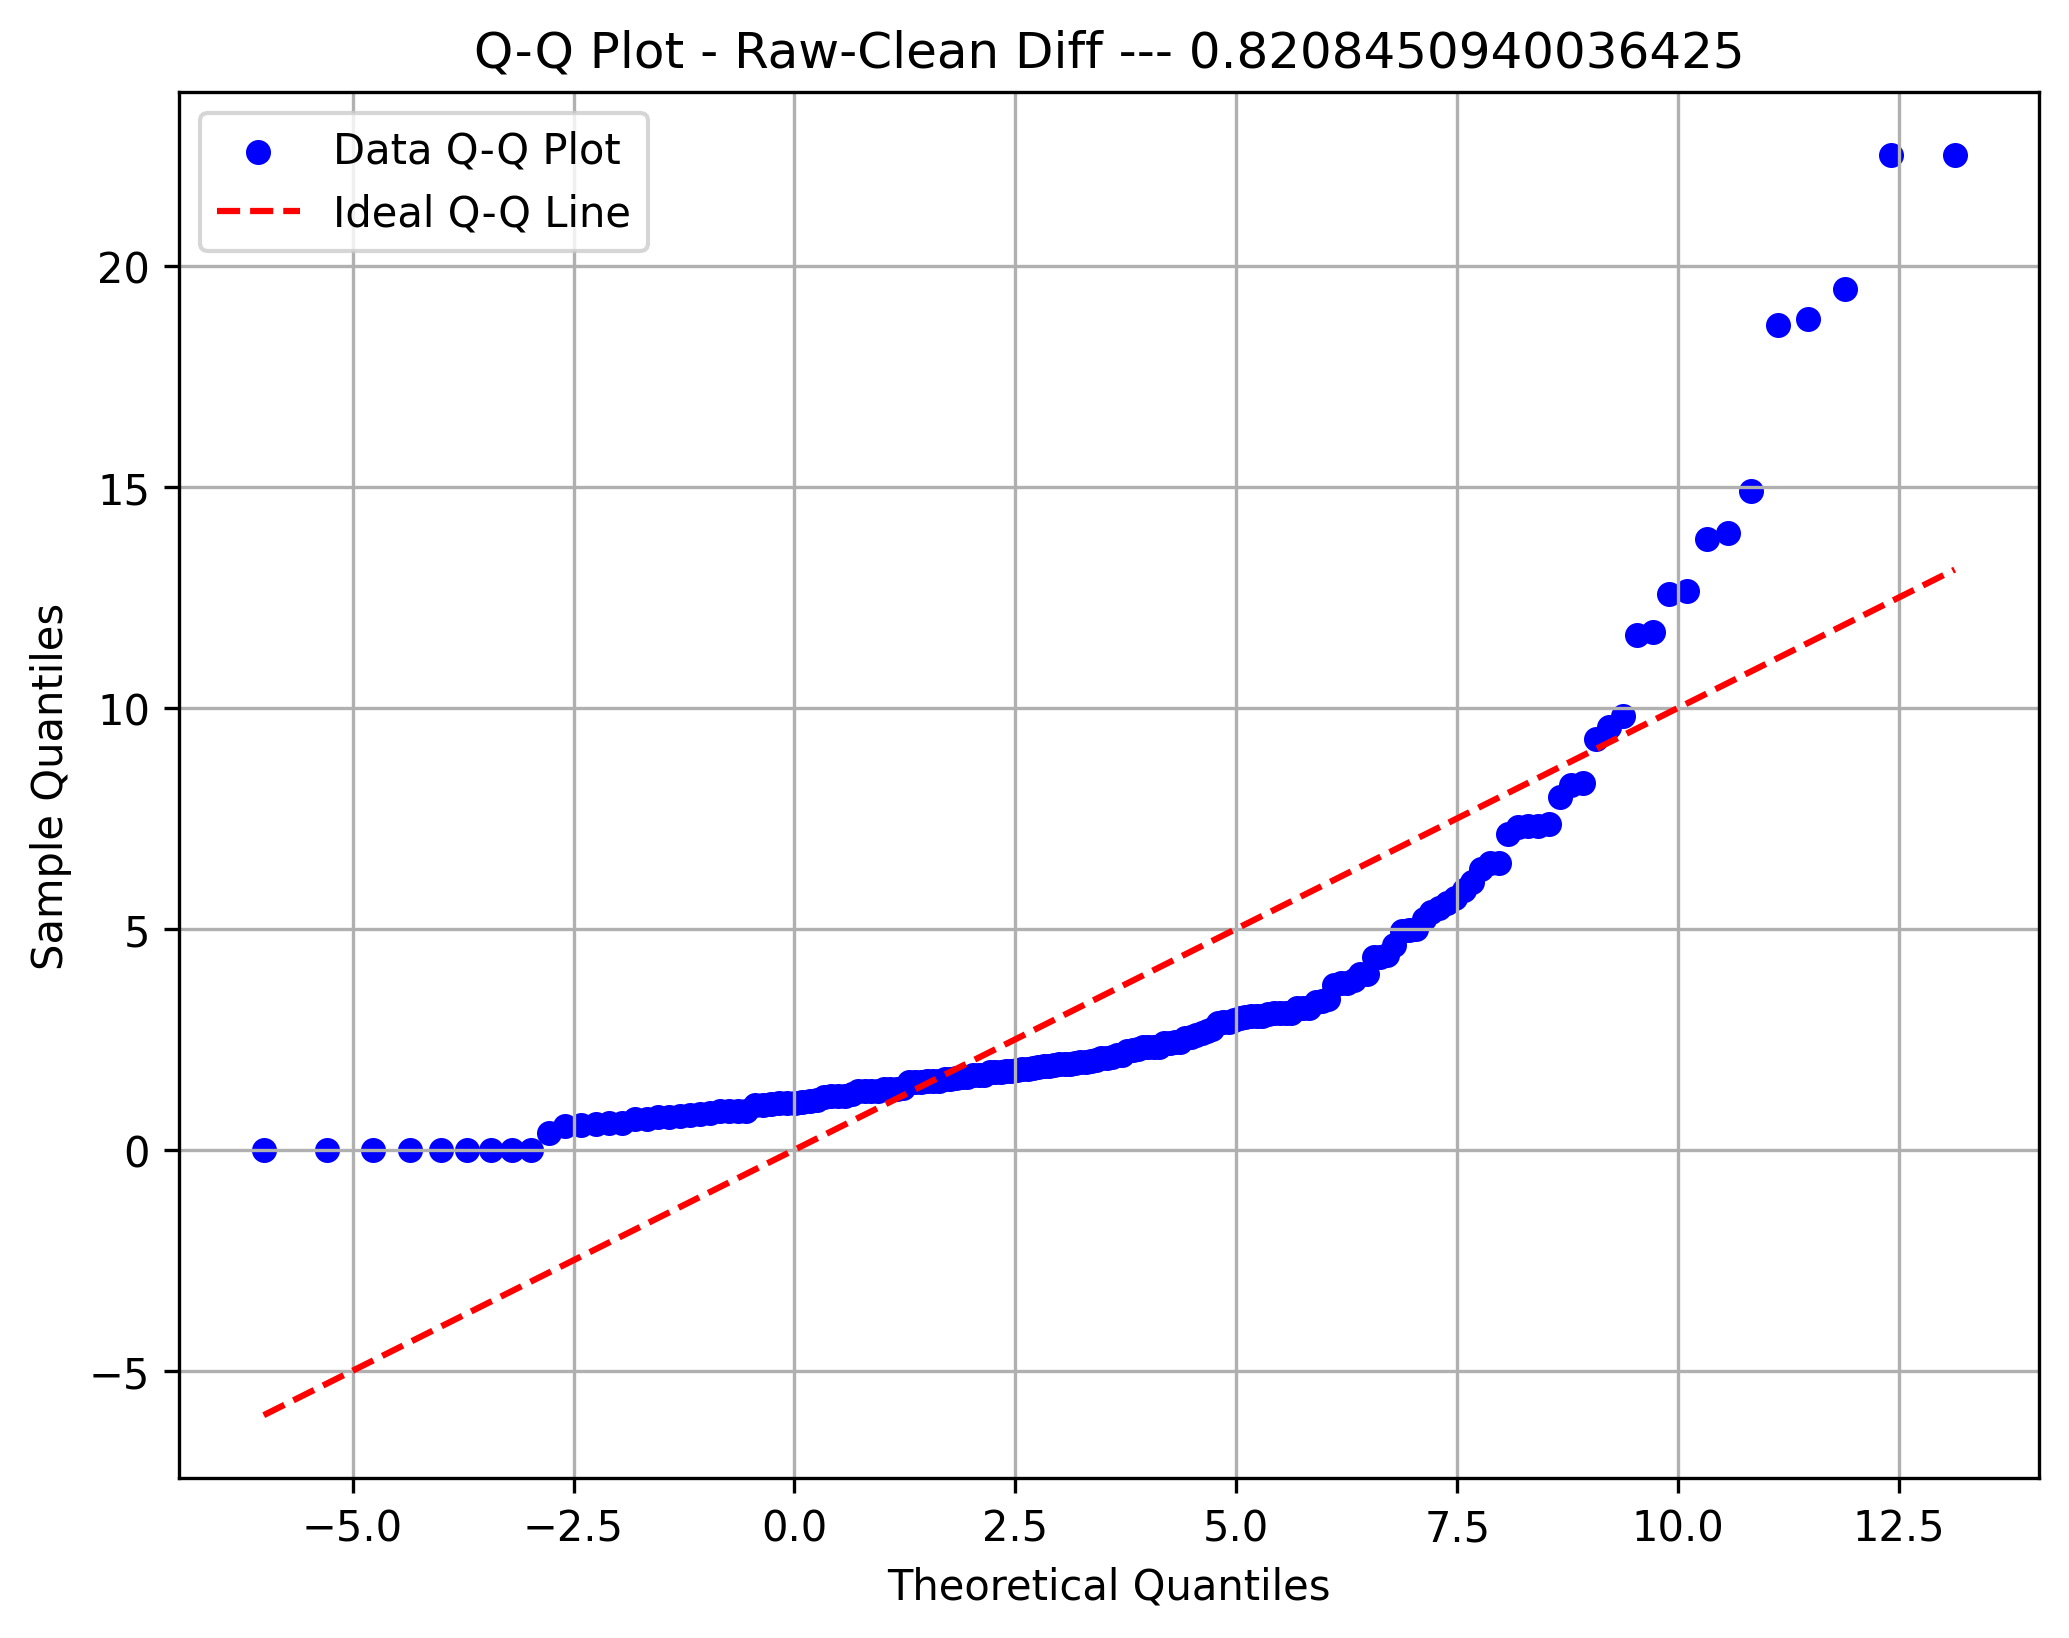 Q-Q Plot - Raw-Clean Diff --- 0.8208450940036425
Data Q-Q Plot
Ideal Q-Q Line
20
15
10
5
0
−5
Sample Quantiles
−5.0 −2.5 0.0 2.5 5.0 7.5 10.0 12.5
Theoretical Quantiles